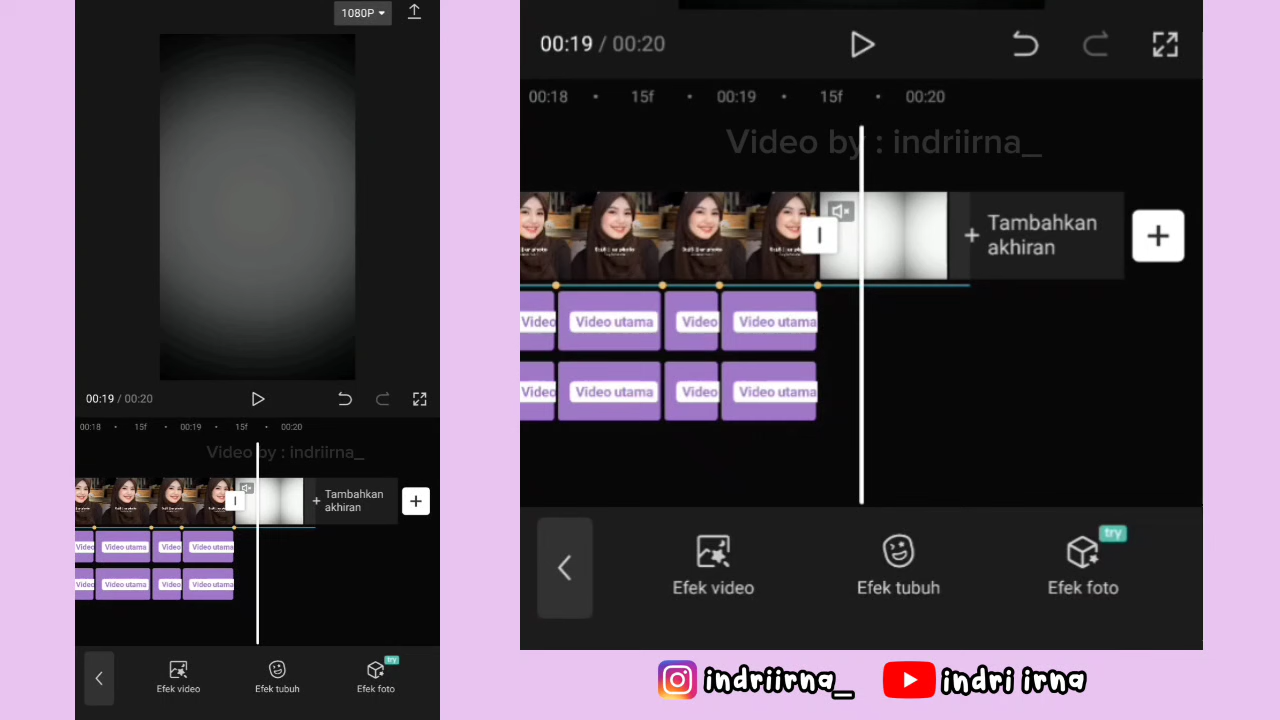 1080P
00:19 / 00:20
00:18 15f 00:19 15f 00:20
Video by : indriirna_
Tambahkan
akhiran
Video
Video utama
Video
Video utama
Video
Video utama
Video
Video utama
try
Efek video
Efek tubuh
Efek foto
00:19 / 00:20
00:18 15f 00:19 15f 00:20
Video by : indriirna_
+ Tambahkan
akhiran
Video
Video utama
Video
Video utama
Video
Video utama
Video
Video utama
try
Efek video
Efek tubuh
Efek foto
indriirna_
indri irna